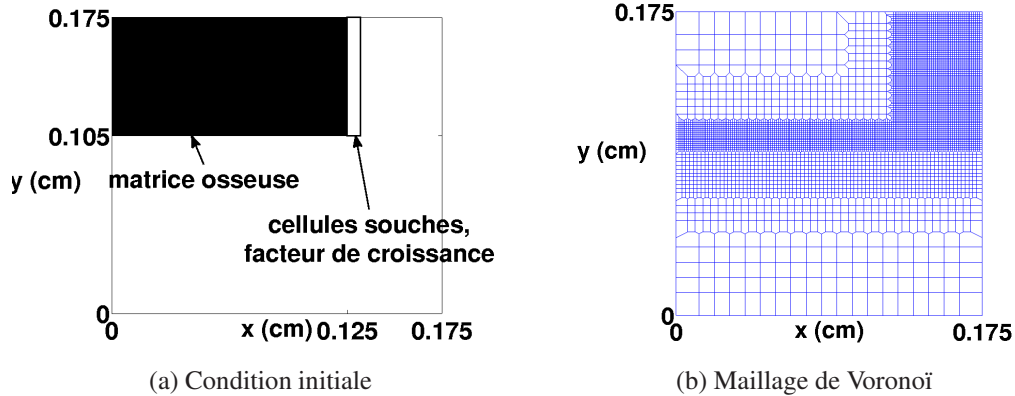 0.175
0.105
y (cm)
matrice osseuse
cellules souches,
facteur de croissance
0
0
x (cm)
0.125
0.175
(a) Condition initiale
0.175
y (cm)
0
0
x (cm)
0.175
(b) Maillage de Voronoï